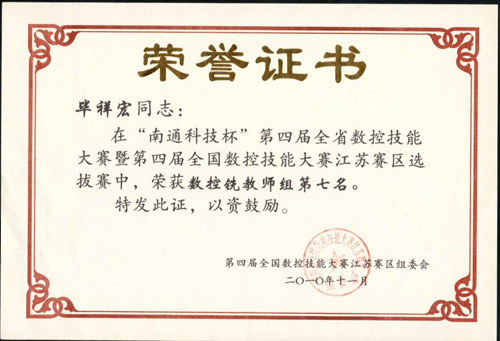 荣誉证书
毕祥宏同志：
在“南通科技杯”第四届全省数控技能
大赛暨第四届全国数控技能大赛江苏赛区选
拔赛中，荣获数控铣教师组第七名。
特发此证，以资鼓励。
第四届全国数控技能大赛江苏赛区组委会
二〇一〇年十一月